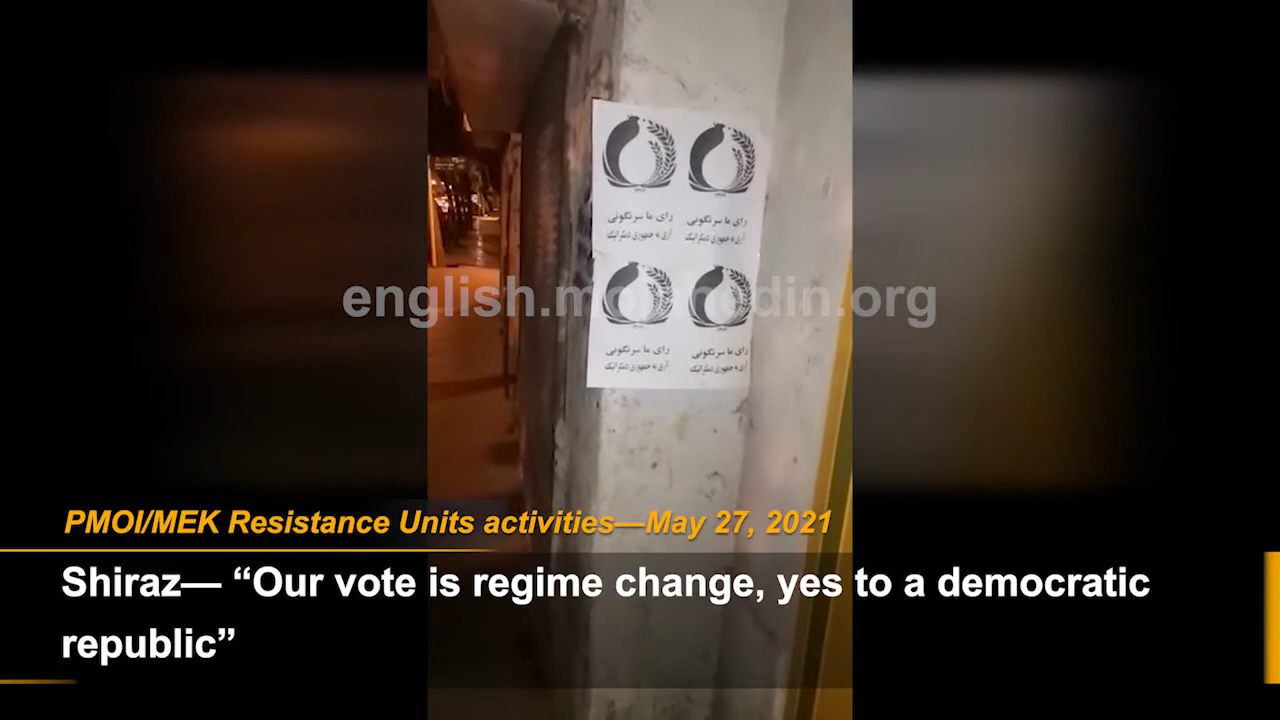 رای ما سرنگونی
آری به جمهوری دمکراتیک
رای ما سرنگونی
آری به جمهوری دمکراتیک
رای ما سرنگونی
آری به جمهوری دمکراتیک
رای ما سرنگونی
آری به جمهوری دمکراتیک
english.mojahedin.org
PMOI/MEK Resistance Units activities—May 27, 2021
Shiraz— “Our vote is regime change, yes to a democratic
republic”